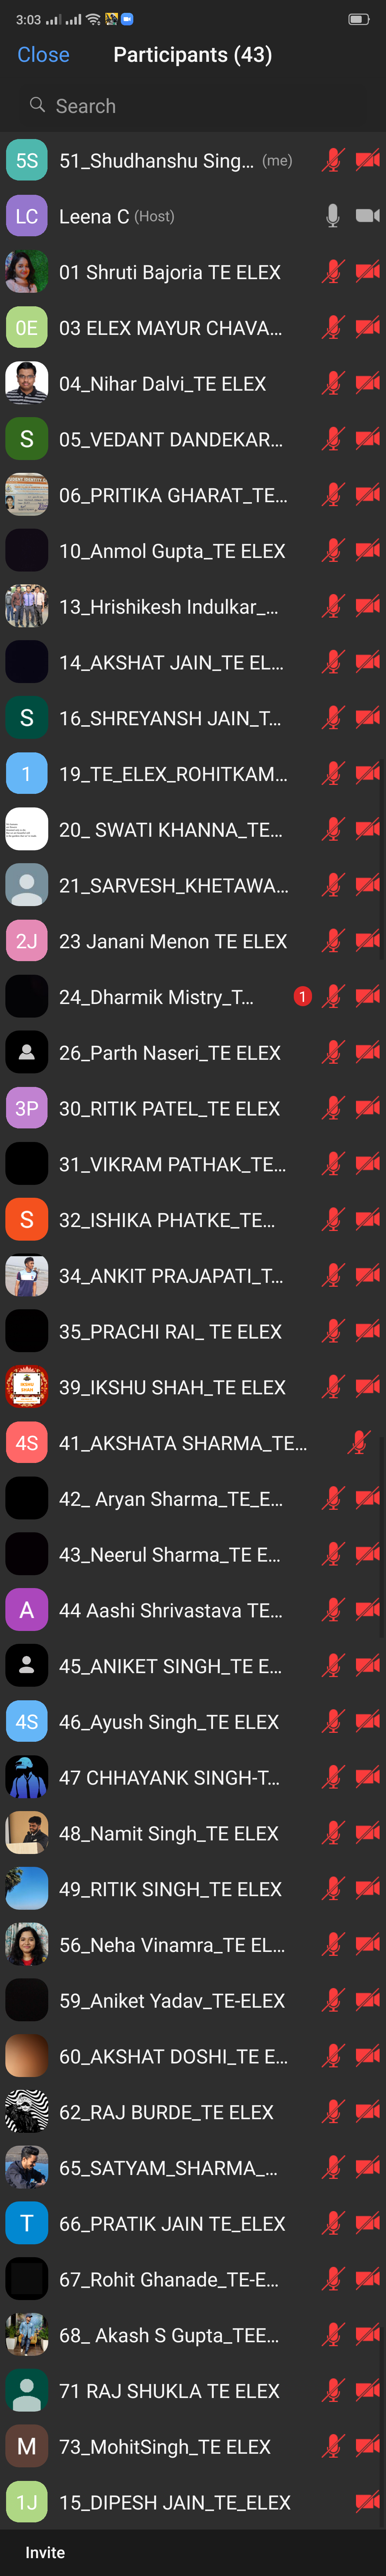 3:03
Close Participants (43)
Search
5S 51_Shudhanshu Sing... (me)
LC Leena C (Host)
01 Shruti Bajoria TE ELEX
0E 03 ELEX MAYUR CHAVA...
04_Nihar Dalvi_TE ELEX
S 05_VEDANT DANDEKAR...
06_PRITIKA GHARAT_TE...
10_Anmol Gupta_TE ELEX
13_Hrishikesh Indulkar_...
14_AKSHAT JAIN_TE EL...
S 16_SHREYANSH JAIN_T...
1 19_TE_ELEX_ROHITKAM...
20_ SWATI KHANNA_TE...
21_SARVESH_KHETAWA...
2J 23 Janani Menon TE ELEX
24_Dharmik Mistry_T... 1
26_Parth Naseri_TE ELEX
3P 30_RITIK PATEL_TE ELEX
31_VIKRAM PATHAK_TE...
S 32_ISHIKA PHATKE_TE...
34_ANKIT PRAJAPATI_T...
35_PRACHI RAI_ TE ELEX
39_IKSHU SHAH_TE ELEX
4S 41_AKSHATA SHARMA_TE...
42_ Aryan Sharma_TE_E...
43_Neerul Sharma_TE E...
A 44 Aashi Shrivastava TE...
45_ANIKET SINGH_TE E...
4S 46_Ayush Singh_TE ELEX
47 CHHAYANK SINGH-T...
48_Namit Singh_TE ELEX
49_RITIK SINGH_TE ELEX
56_Neha Vinamra_TE EL...
59_Aniket Yadav_TE-ELEX
60_AKSHAT DOSHI_TE E...
62_RAJ BURDE_TE ELEX
65_SATYAM_SHARMA_...
T 66_PRATIK JAIN TE_ELEX
67_Rohit Ghanade_TE-E...
68_ Akash S Gupta_TEE...
71 RAJ SHUKLA TE ELEX
M 73_MohitSingh_TE ELEX
1J 15_DIPESH JAIN_TE_ELEX
Invite